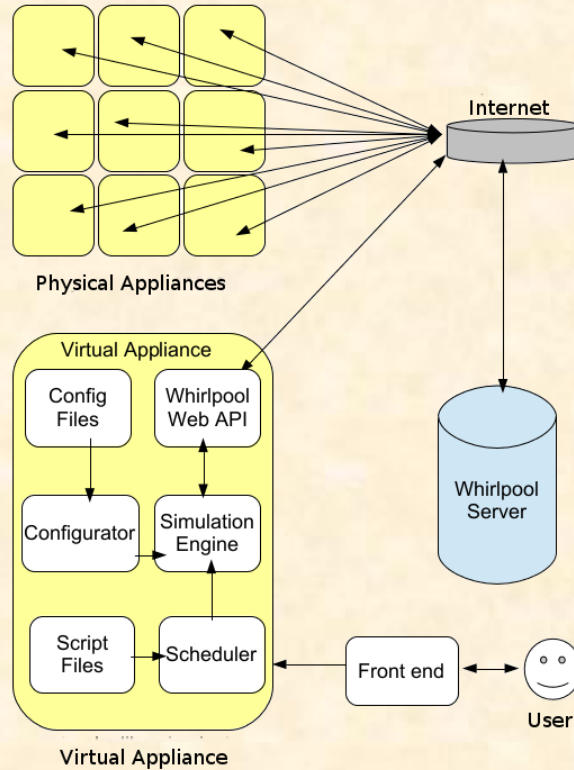 Internet
Physical Appliances
Virtual Appliance
Config
Files
Whirlpool
Web API
Whirlpool
Server
Configurator
Simulation
Engine
Script
Files
Scheduler
Front end
User
Virtual Appliance